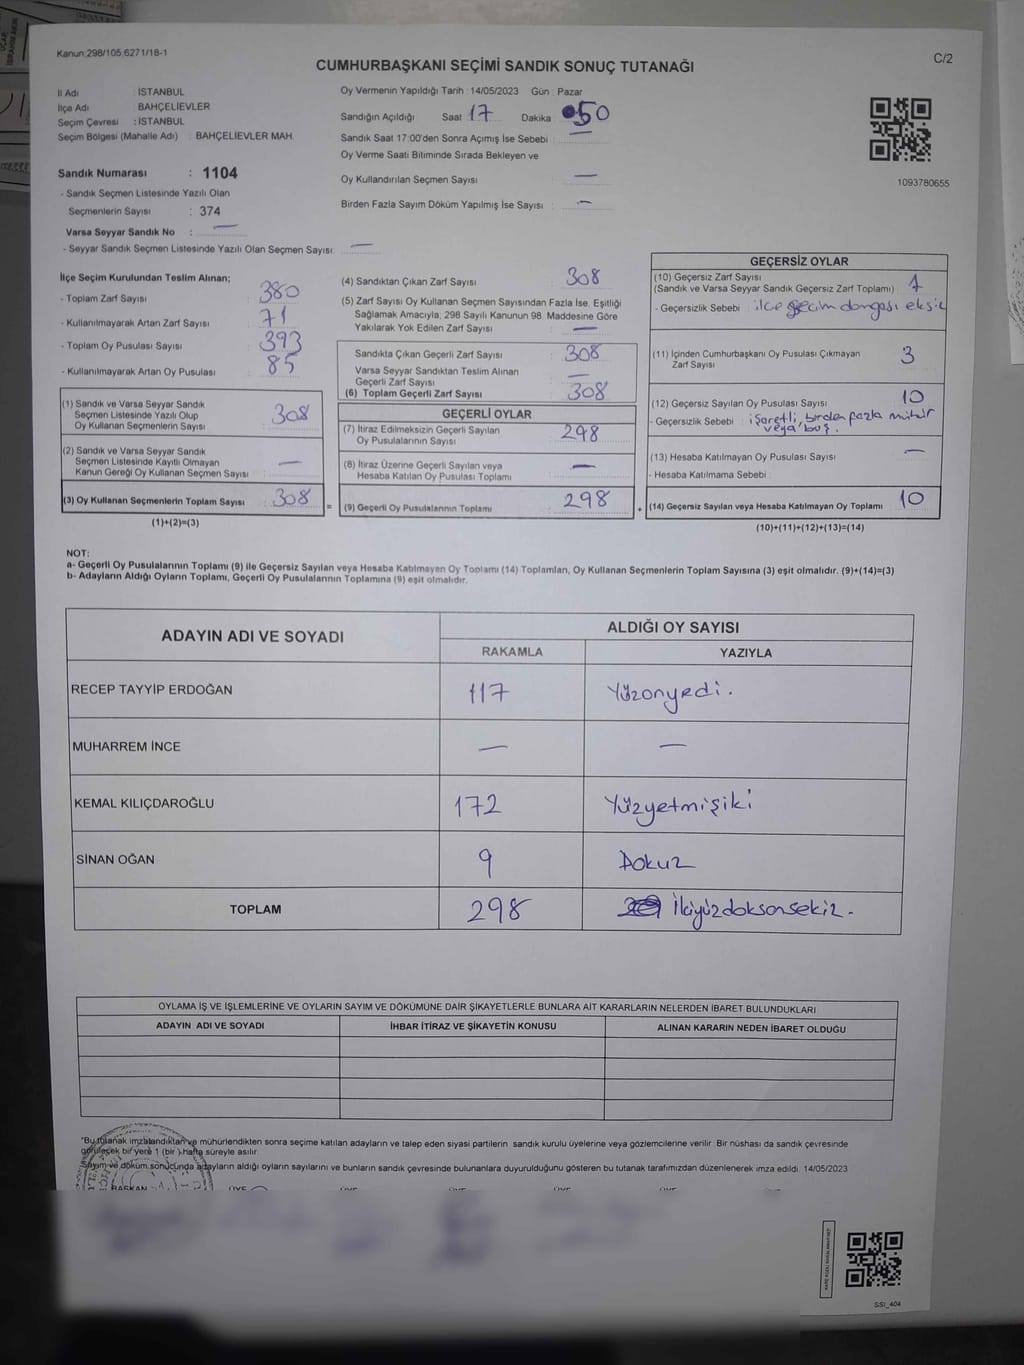 Kanun:298/105;6271/18-1
C/2
CUMHURBAŞKANI SEÇİMİ SANDIK SONUÇ TUTANAĞI
İl Adı : İSTANBUL
İlçe Adı : BAHÇELİEVLER
Seçim Çevresi : İSTANBUL
Seçim Bölgesi (Mahalle Adı) : BAHÇELİEVLER MAH.
Sandık Numarası : 1104
- Sandık Seçmen Listesinde Yazılı Olan
Seçmenlerin Sayısı : 374
Varsa Seyyar Sandık No : —
- Seyyar Sandık Seçmen Listesinde Yazılı Olan Seçmen Sayısı: —
Oy Vermenin Yapıldığı Tarih : 14/05/2023 Gün : Pazar
Sandığın Açıldığı Saat 17 Dakika 50
Sandık Saat 17:00'den Sonra Açımış İse Sebebi : —
Oy Verme Saati Bitiminde Sırada Bekleyen ve
Oy Kullandırılan Seçmen Sayısı : —
Birden Fazla Sayım Döküm Yapılmış İse Sayısı : —
1093780655
İlçe Seçim Kurulundan Teslim Alınan;
- Toplam Zarf Sayısı : 380
- Kullanılmayarak Artan Zarf Sayısı : 71
- Toplam Oy Pusulası Sayısı : 393
- Kullanılmayarak Artan Oy Pusulası : 85
(1) Sandık ve Varsa Seyyar Sandık
Seçmen Listesinde Yazılı Olup
Oy Kullanan Seçmenlerin Sayısı : 308
(2) Sandık ve Varsa Seyyar Sandık
Seçmen Listesinde Kayıtlı Olmayan
Kanun Gereği Oy Kullanan Seçmen Sayısı : —
(3) Oy Kullanan Seçmenlerin Toplam Sayısı : 308
(1)+(2)=(3)
(4) Sandıktan Çıkan Zarf Sayısı : 308
(5) Zarf Sayısı Oy Kullanan Seçmen Sayısından Fazla İse, Eşitliği
Sağlamak Amacıyla; 298 Sayılı Kanunun 98. Maddesine Göre
Yakılarak Yok Edilen Zarf Sayısı : —
Sandıkta Çıkan Geçerli Zarf Sayısı : 308
Varsa Seyyar Sandıktan Teslim Alınan
Geçerli Zarf Sayısı : —
(6) Toplam Geçerli Zarf Sayısı : 308
GEÇERLİ OYLAR
(7) İtiraz Edilmeksizin Geçerli Sayılan
Oy Pusulalarının Sayısı : 298
(8) İtiraz Üzerine Geçerli Sayılan veya
Hesaba Katılan Oy Pusulası Toplamı : —
= (9) Geçerli Oy Pusulalarının Toplamı : 298
GEÇERSİZ OYLAR
(10) Geçersiz Zarf Sayısı
(Sandık ve Varsa Seyyar Sandık Geçersiz Zarf Toplamı) : 1
- Geçersizlik Sebebi : ilçe seçim damgası eksik
(11) İçinden Cumhurbaşkanı Oy Pusulası Çıkmayan
Zarf Sayısı : 3
(12) Geçersiz Sayılan Oy Pusulası Sayısı : 10
- Geçersizlik Sebebi : işaretli, birden fazla mühür
veya boş.
(13) Hesaba Katılmayan Oy Pusulası Sayısı : —
- Hesaba Katılmama Sebebi :
+ (14) Geçersiz Sayılan veya Hesaba Katılmayan Oy Toplamı : 10
(10)+(11)+(12)+(13)=(14)
NOT:
a- Geçerli Oy Pusulalarının Toplamı (9) ile Geçersiz Sayılan veya Hesaba Katılmayan Oy Toplamı (14) Toplamları, Oy Kullanan Seçmenlerin Toplam Sayısına (3) eşit olmalıdır. (9)+(14)=(3)
b- Adayların Aldığı Oyların Toplamı, Geçerli Oy Pusulalarının Toplamına (9) eşit olmalıdır.
ADAYIN ADI VE SOYADI
ALDIĞI OY SAYISI
RAKAMLA YAZIYLA
RECEP TAYYİP ERDOĞAN 117 Yüzonyedi.
MUHARREM İNCE — —
KEMAL KILIÇDAROĞLU 172 Yüzyetmişiki
SİNAN OĞAN 9 Dokuz
TOPLAM 298 İkiyüzdoksansekiz.
OYLAMA İŞ VE İŞLEMLERİNE VE OYLARIN SAYIM VE DÖKÜMÜNE DAİR ŞİKAYETLERLE BUNLARA AİT KARARLARIN NELERDEN İBARET BULUNDUKLARI
ADAYIN ADI VE SOYADI İHBAR İTİRAZ VE ŞİKAYETİN KONUSU ALINAN KARARIN NEDEN İBARET OLDUĞU
*Bu tutanak imzalandıktan ve mühürlendikten sonra seçime katılan adayların ve talep eden siyasi partilerin sandık kurulu üyelerine veya gözlemcilerine verilir. Bir nüshası da sandık çevresinde
görülecek bir yere 1 (bir ) Hafta süreyle asılır.
Sayım ve döküm sonucunda adayların aldığı oyların sayılarını ve bunların sandık çevresinde bulunanlara duyurulduğunu gösteren bu tutanak tarafımızdan düzenlenerek imza edildi. 14/05/2023
BAŞKAN
SSI_404